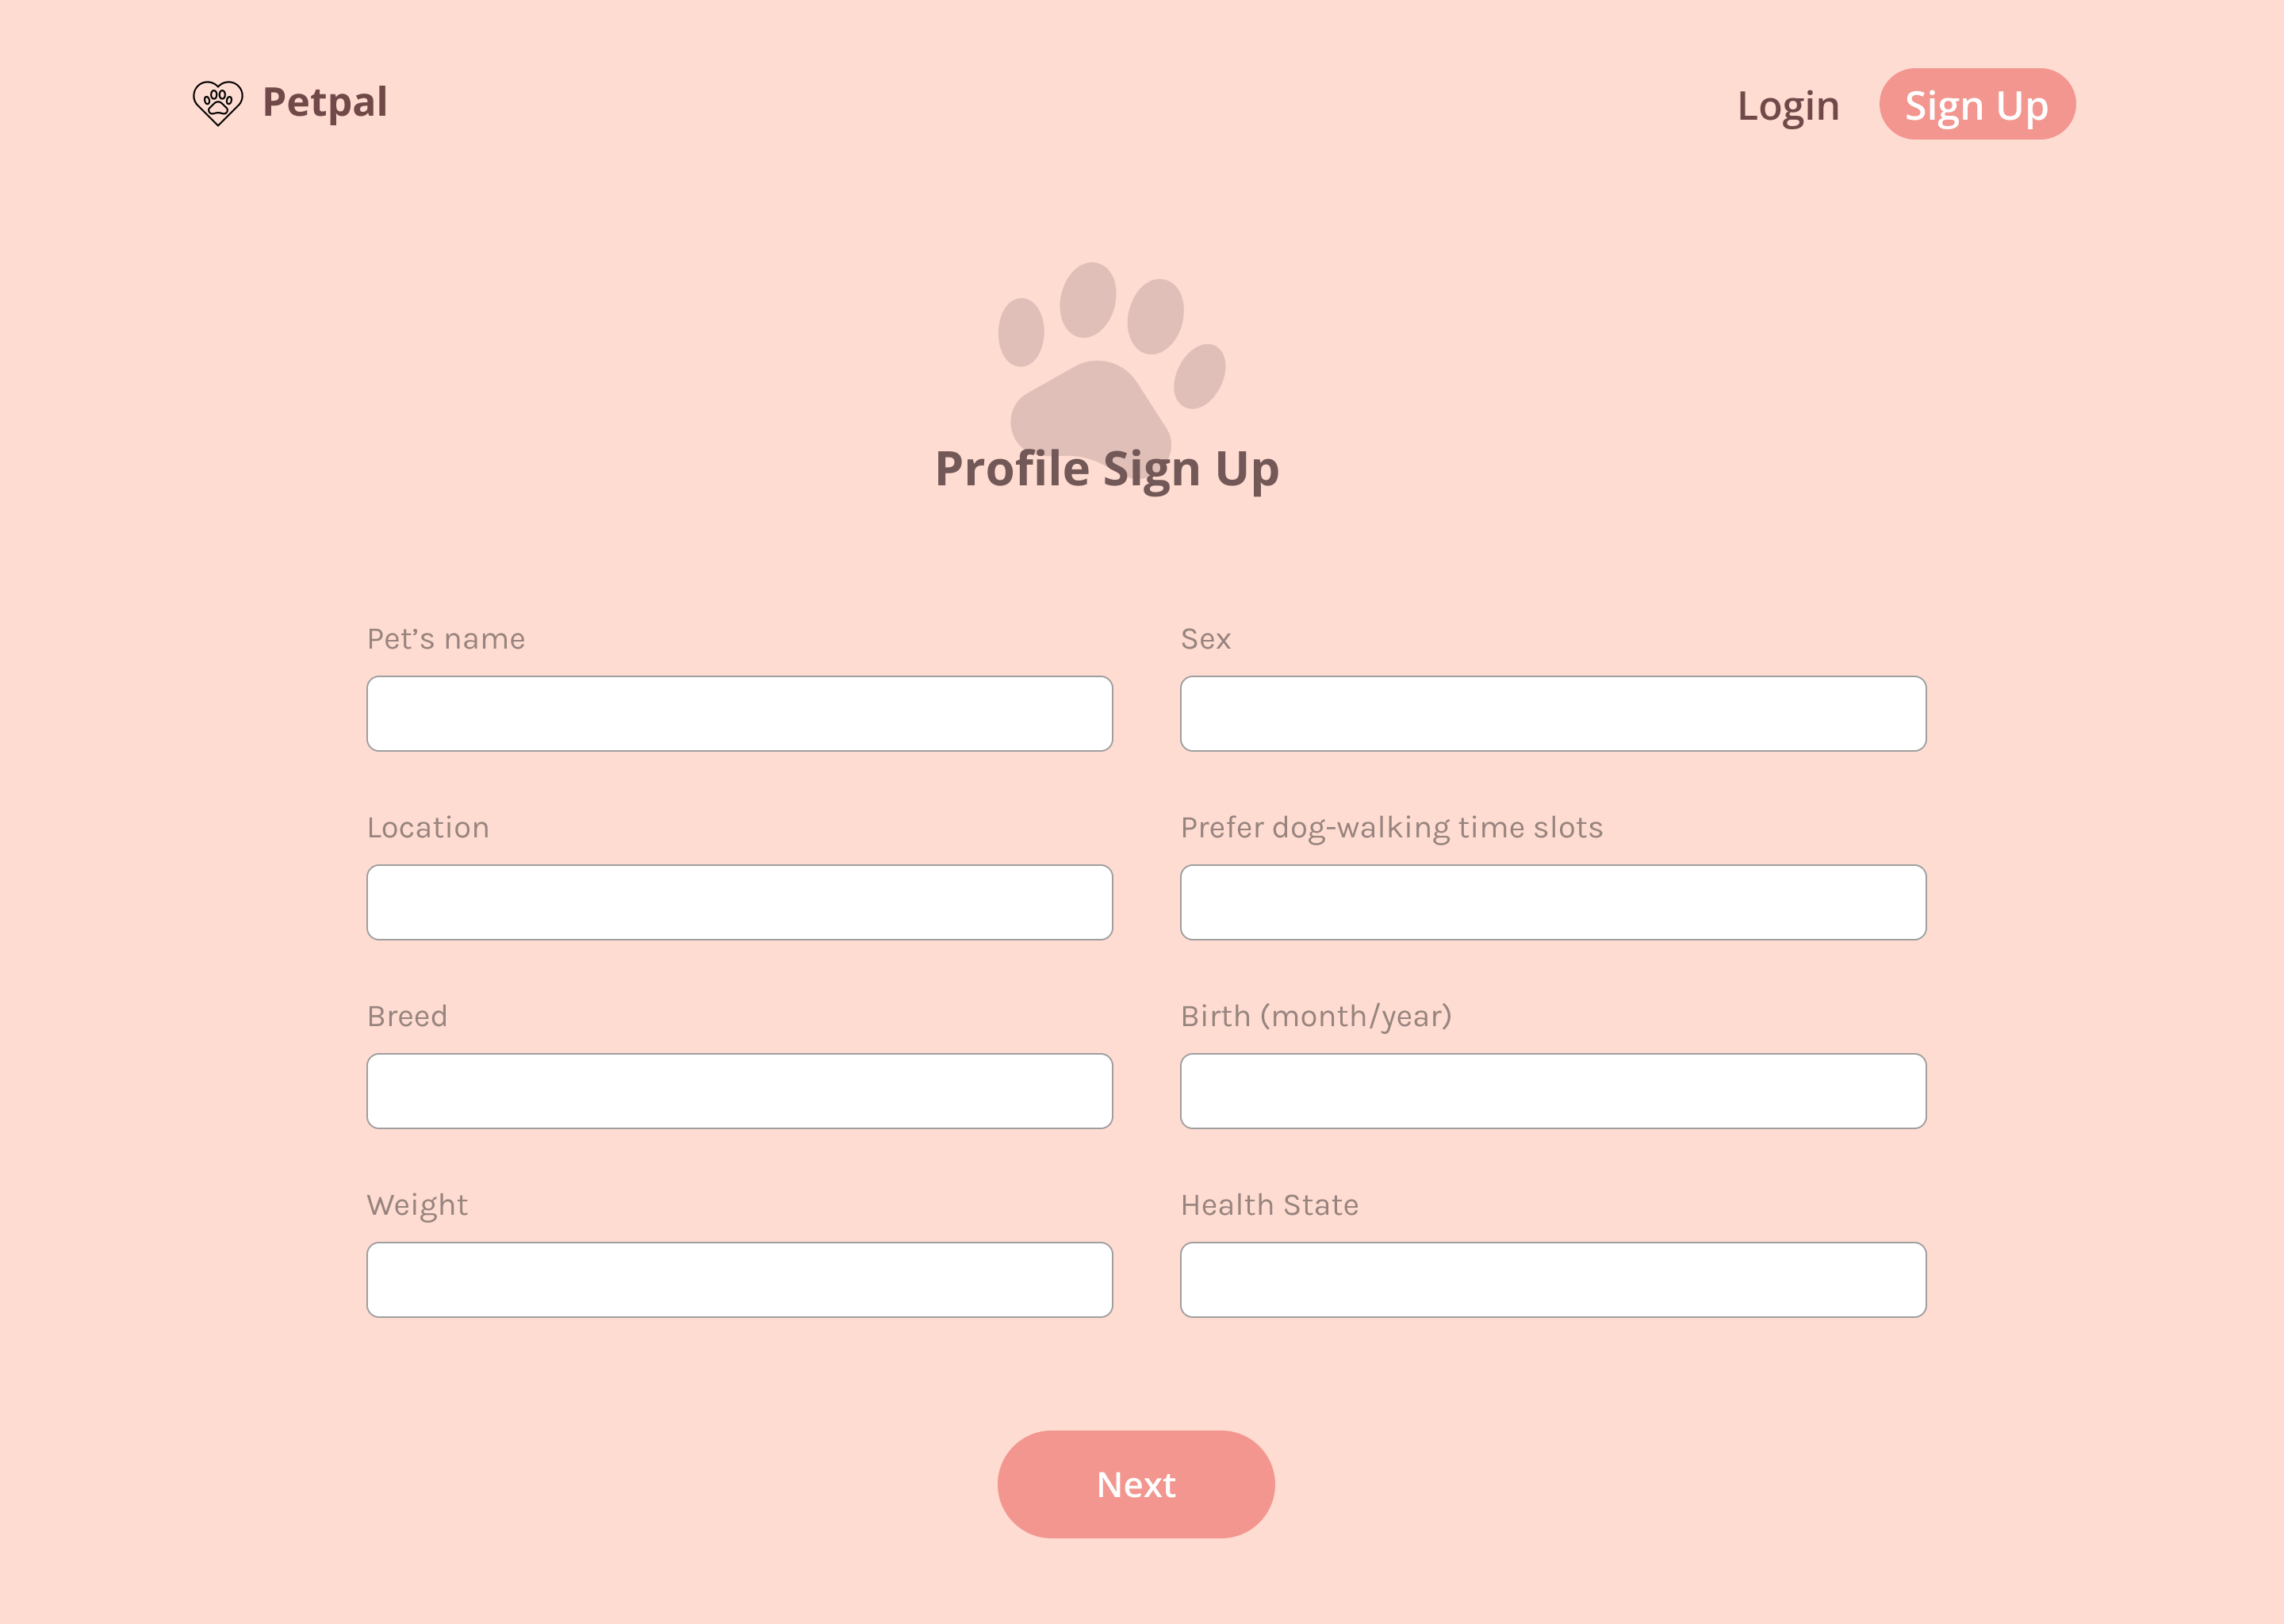 Petpal
Login
Sign Up
Profile Sign Up
Pet’s name
Sex
Location
Prefer dog-walking time slots
Breed
Birth (month/year)
Weight
Health State
Next